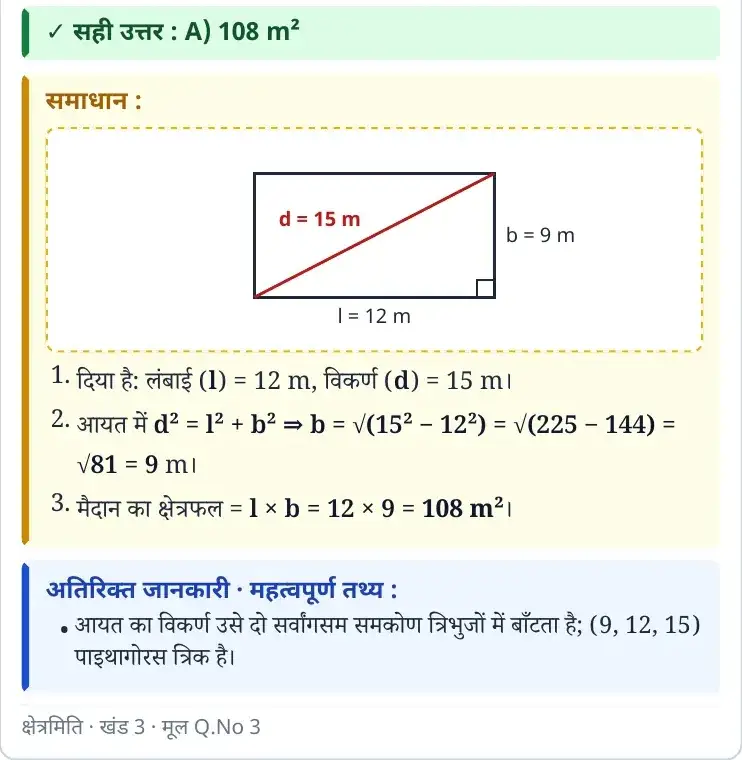 ✓ सही उत्तर : A) 108 m²
समाधान :
d = 15 m
b = 9 m
l = 12 m
1. दिया है: लंबाई (l) = 12 m, विकर्ण (d) = 15 m।
2. आयत में d² = l² + b² ⇒ b = √(15² − 12²) = √(225 − 144) =
√81 = 9 m।
3. मैदान का क्षेत्रफल = l × b = 12 × 9 = 108 m²।
अतिरिक्त जानकारी · महत्वपूर्ण तथ्य :
• आयत का विकर्ण उसे दो सर्वांगसम समकोण त्रिभुजों में बाँटता है; (9, 12, 15)
पाइथागोरस त्रिक है।
क्षेत्रमिति · खंड 3 · मूल Q.No 3